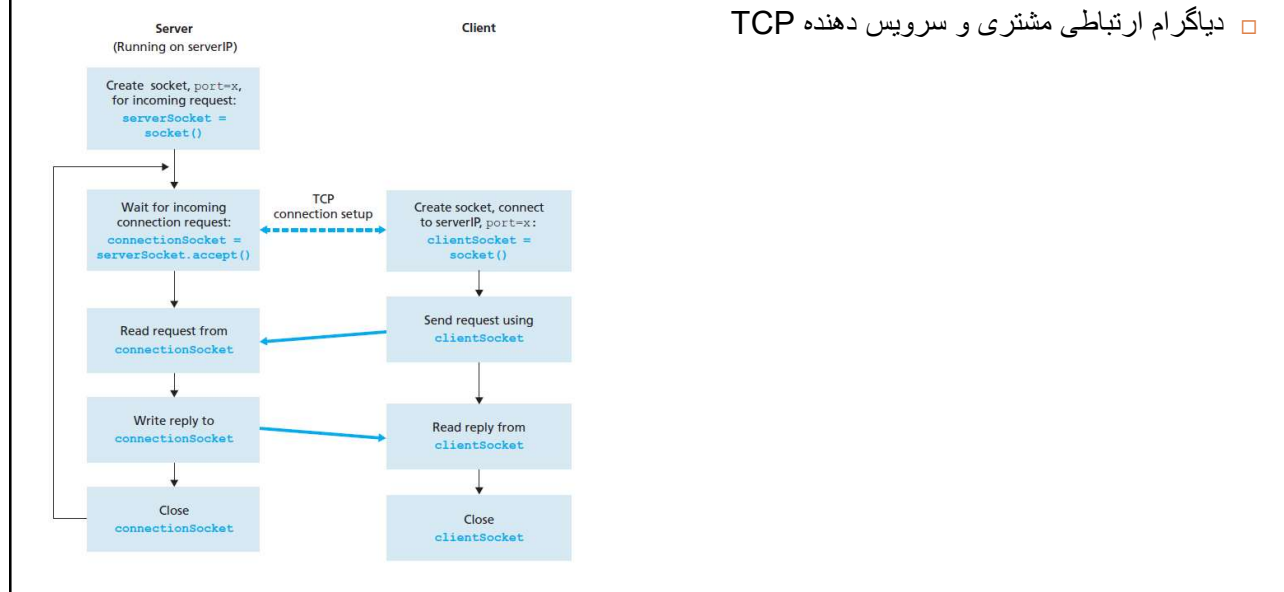 دیاگرام ارتباطی مشتری و سرویس دهنده TCP
Server
(Running on serverIP)
Client
Create socket, port=x,
for incoming request:
serverSocket =
socket()
Wait for incoming
connection request:
connectionSocket =
serverSocket.accept()
TCP
connection setup
Create socket, connect
to serverIP, port=x:
clientSocket =
socket()
Read request from
connectionSocket
Send request using
clientSocket
Write reply to
connectionSocket
Read reply from
clientSocket
Close
connectionSocket
Close
clientSocket